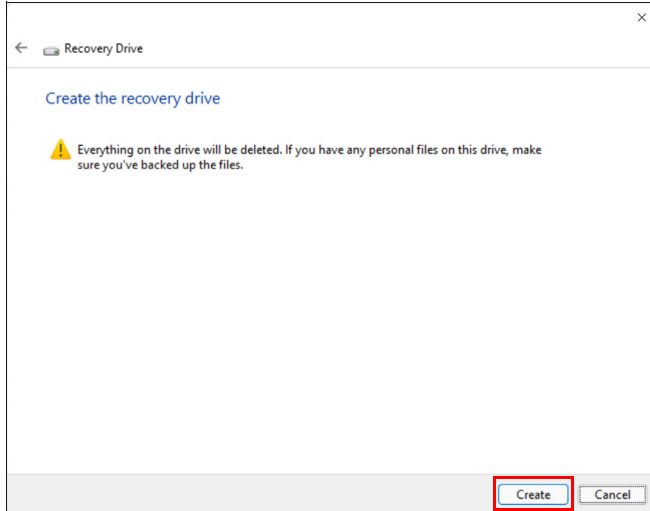 Recovery Drive
Create the recovery drive
Everything on the drive will be deleted. If you have any personal files on this drive, make
sure you've backed up the files.
Create
Cancel